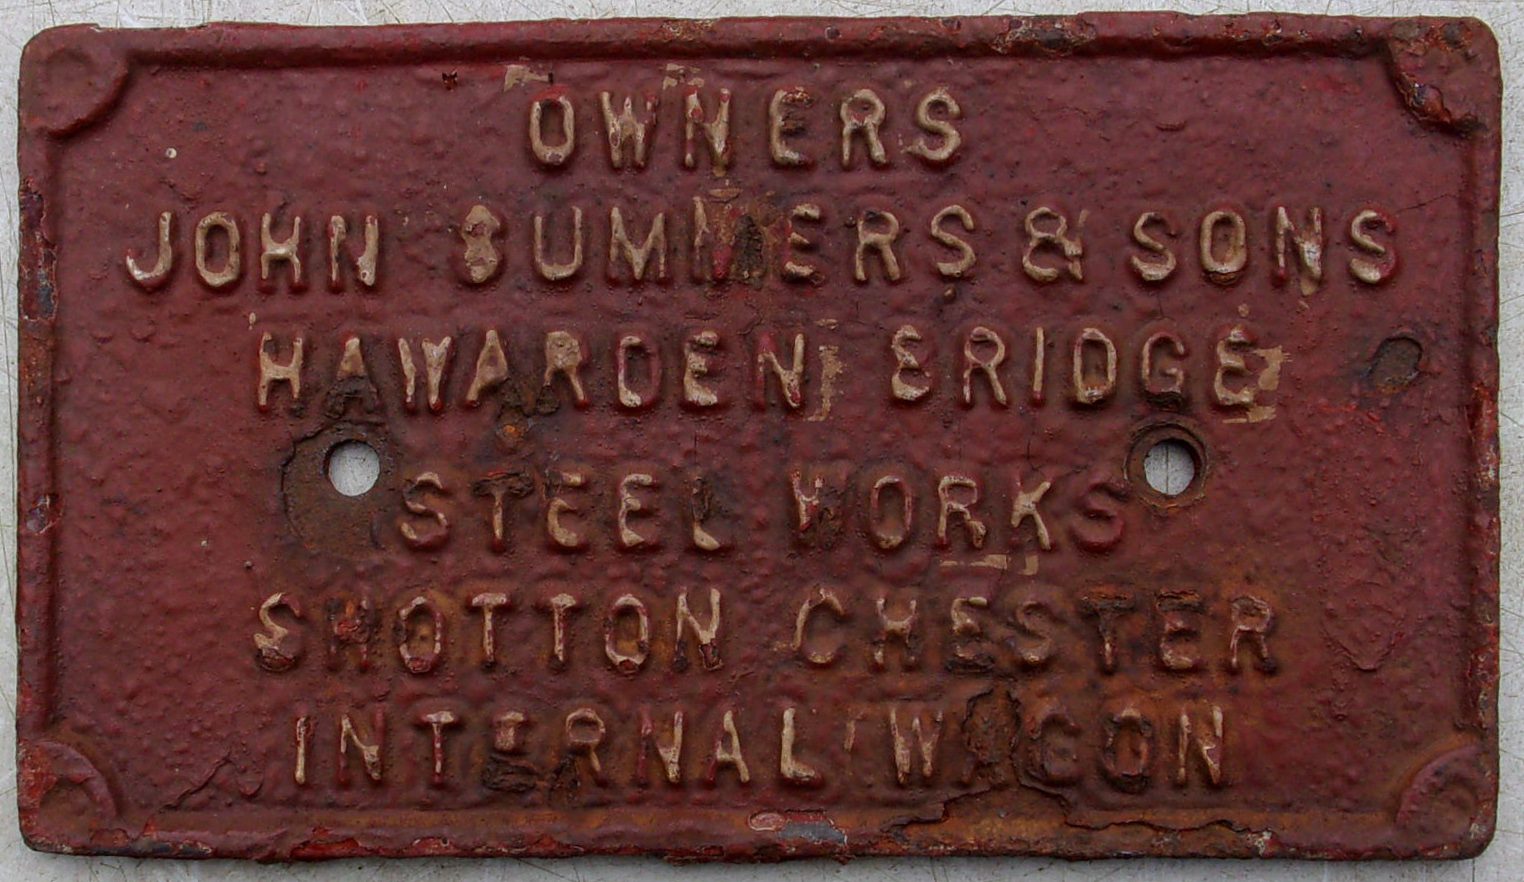 OWNERS
JOHN SUMMERS & SONS
HAWARDEN BRIDGE
STEEL WORKS
SHOTTON CHESTER
INTERNAL WAGON